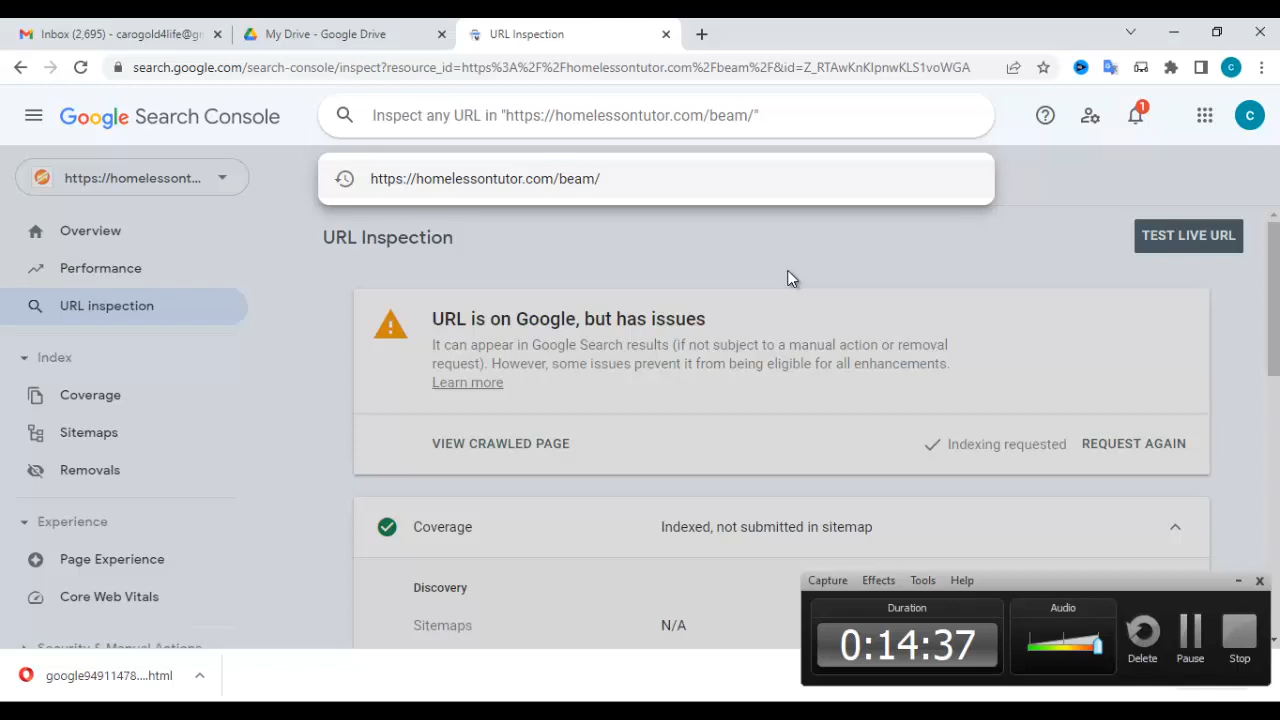 Inbox (2,695) - carogold4life@g
My Drive - Google Drive
URL Inspection
search.google.com/search-console/inspect?resource_id=https%3A%2F%2Fhomelessontutor.com%2Fbeam%2F&id=Z_RTAwKnKlpnwKLS1voWGA
C
Google Search Console
Inspect any URL in "https://homelessontutor.com/beam/"
1
C
https://homelessont...
https://homelessontutor.com/beam/
Overview
URL Inspection
TEST LIVE URL
Performance
URL inspection
URL is on Google, but has issues
It can appear in Google Search results (if not subject to a manual action or removal
request). However, some issues prevent it from being eligible for all enhancements.
Learn more
Index
Coverage
Sitemaps
Removals
VIEW CRAWLED PAGE
Indexing requested
REQUEST AGAIN
Experience
Page Experience
Core Web Vitals
Security & Manual Actions
Coverage
Indexed, not submitted in sitemap
Discovery
Sitemaps
N/A
Capture Effects Tools Help
Duration
Audio
0:14:37
Delete
Pause
Stop
google94911478....html